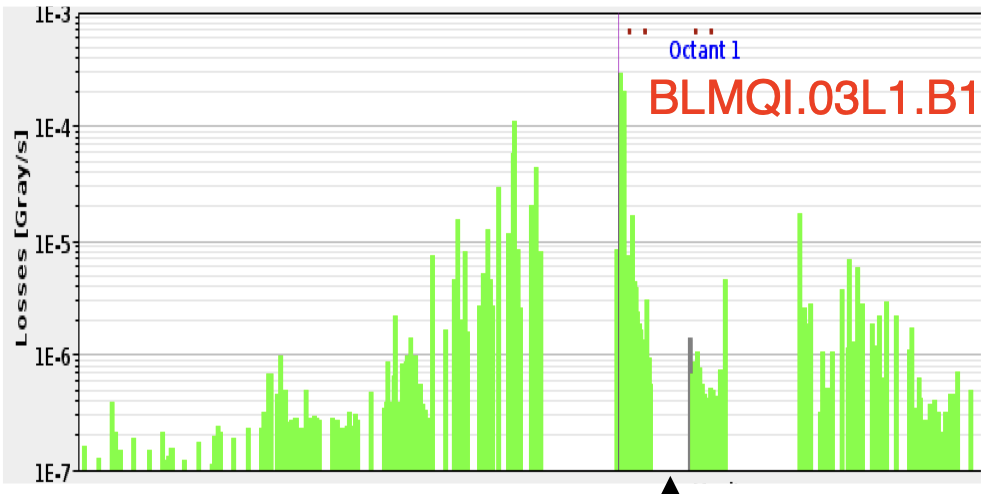 1E-3
Octant 1
BLMQI.03L1.B1
1E-4
Losses [Gray/s]
1E-5
1E-6
1E-7